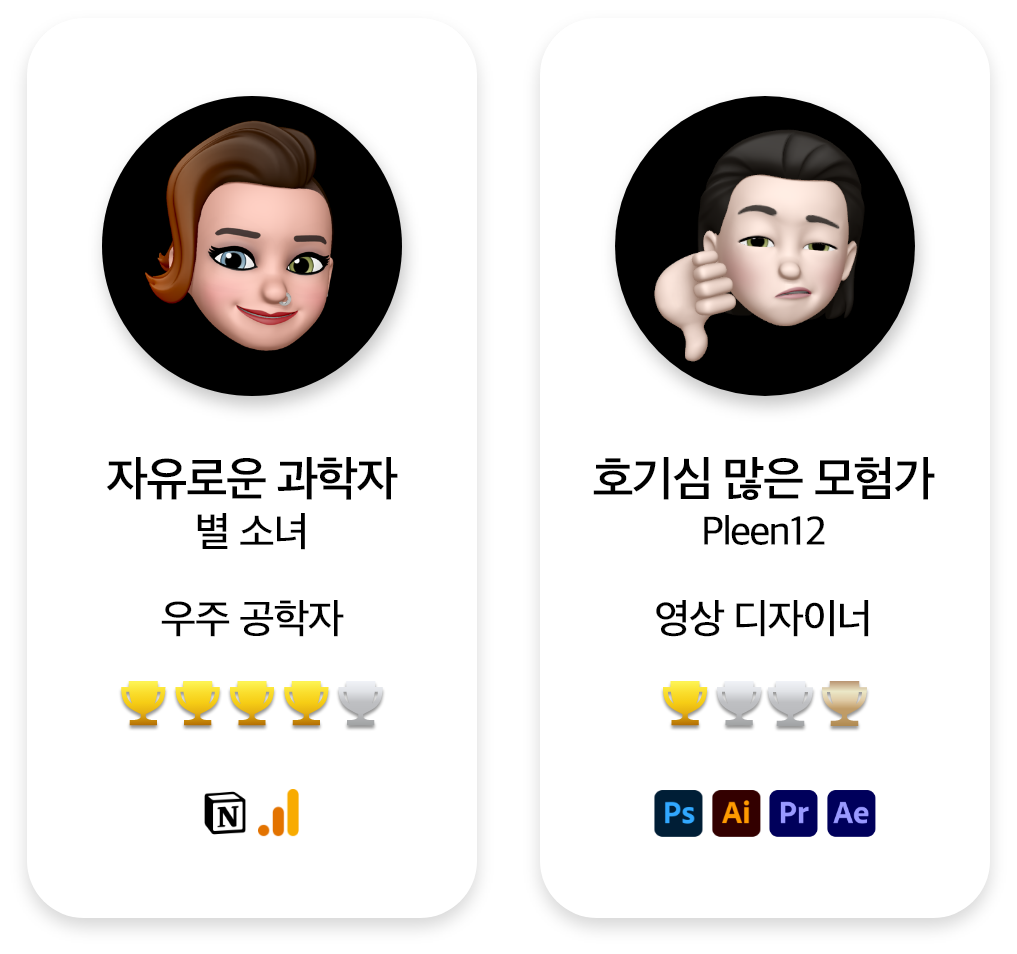 자유로운 과학자
별 소녀
우주 공학자
N
호기심 많은 모험가
Pleen12
영상 디자이너
Ps Ai Pr Ae